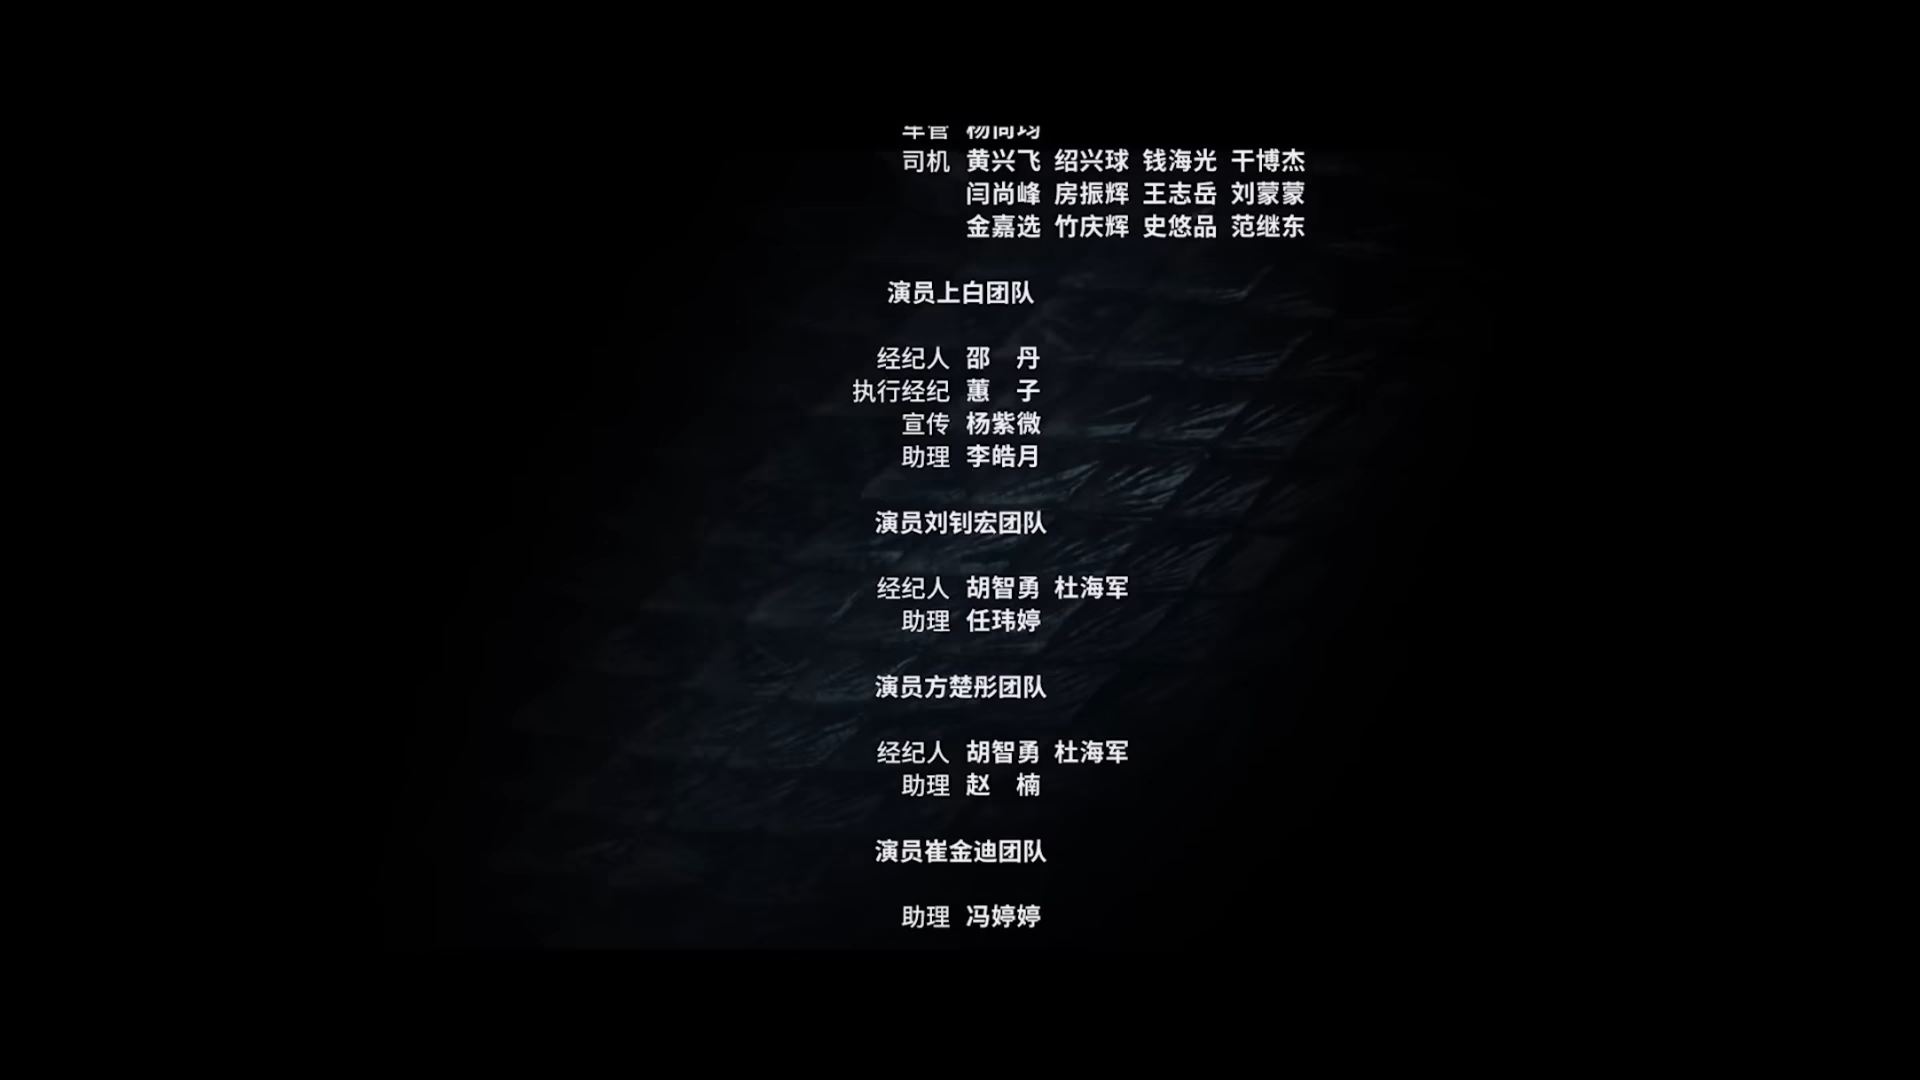 车管 杨尚均
司机 黄兴飞 绍兴球 钱海光 干博杰
闫尚峰 房振辉 王志岳 刘蒙蒙
金嘉选 竹庆辉 史悠品 范继东
演员上白团队
经纪人 邵 丹
执行经纪 蕙 子
宣传 杨紫微
助理 李皓月
演员刘钊宏团队
经纪人 胡智勇 杜海军
助理 任玮婷
演员方楚彤团队
经纪人 胡智勇 杜海军
助理 赵 楠
演员崔金迪团队
助理 冯婷婷